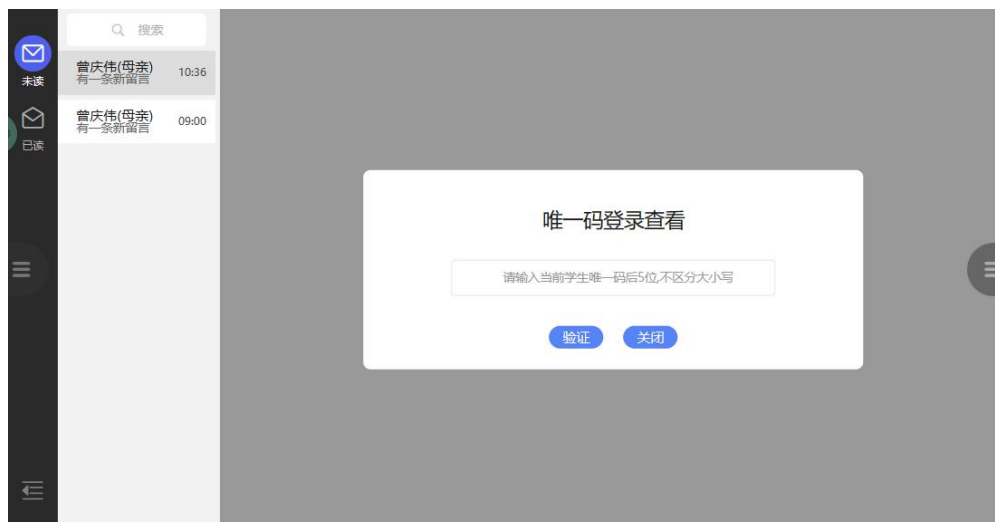 搜索
未读
曾庆伟(母亲)
10:36
有一条新留言
已读
曾庆伟(母亲)
09:00
有一条新留言
唯一码登录查看
请输入当前学生唯一码后5位,不区分大小写
验证
关闭